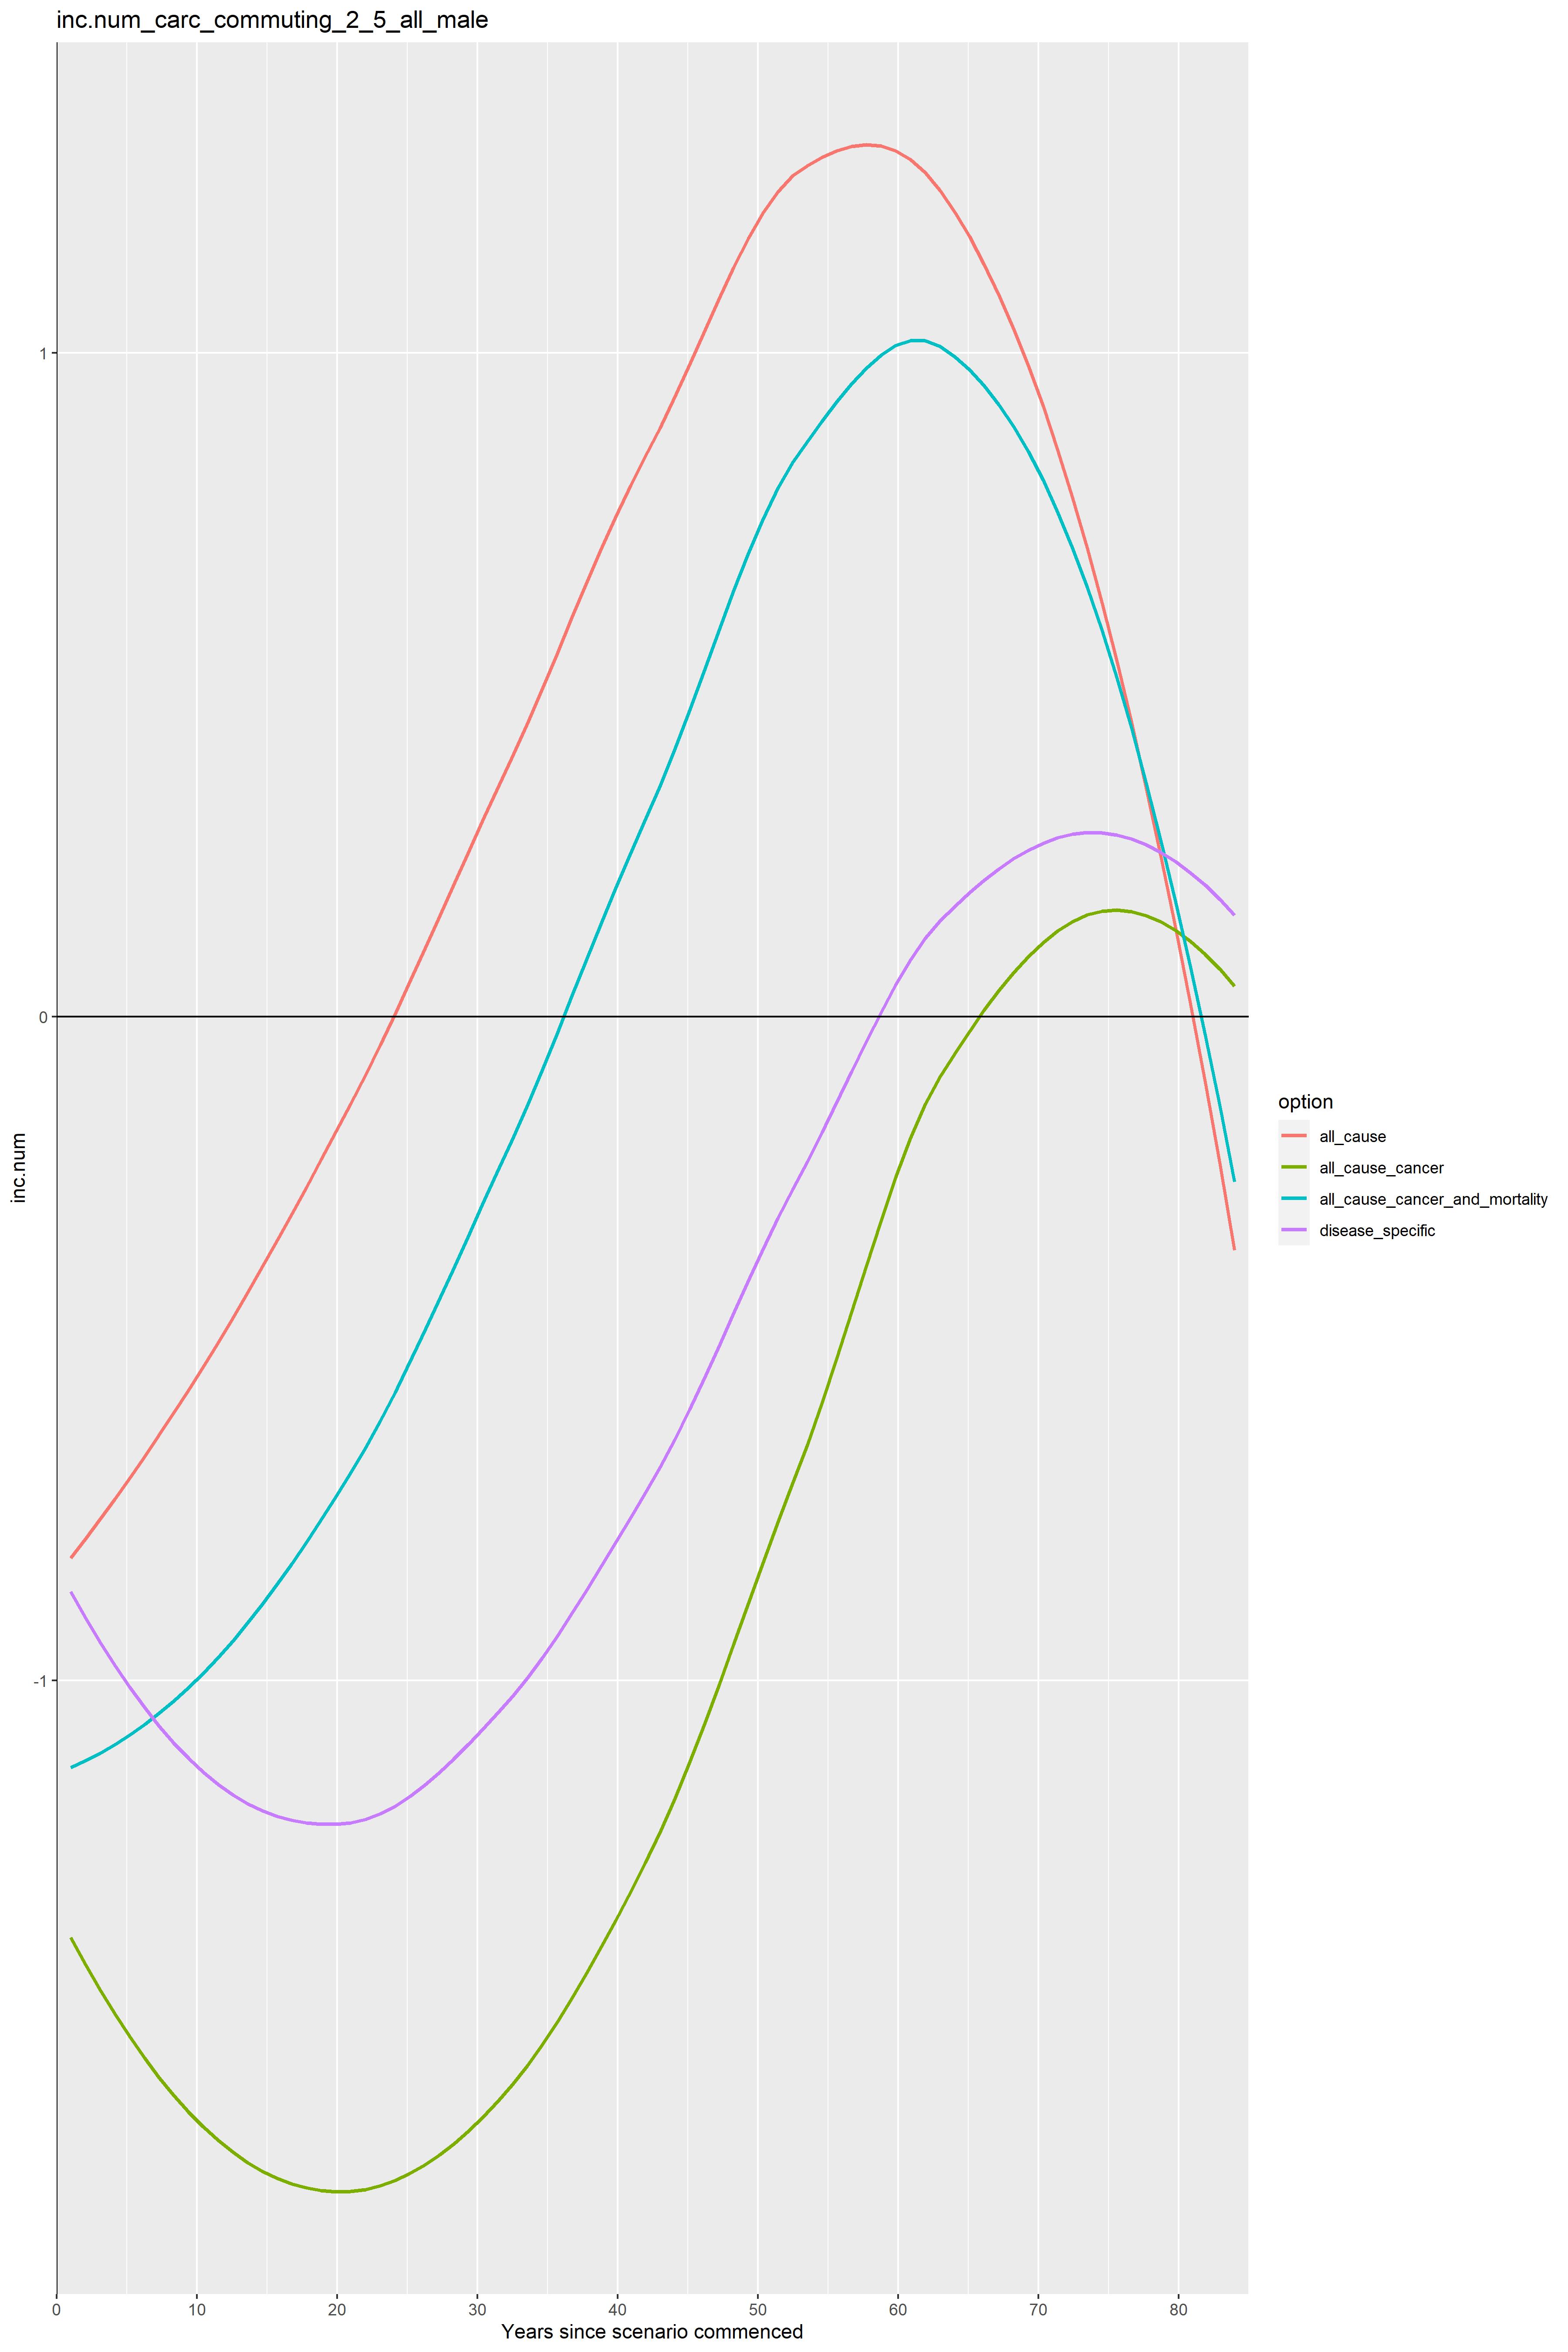 inc.num_carc_commuting_2_5_all_male
1
0
-1
inc.num
0 10 20 30 40 50 60 70 80
Years since scenario commenced
option
all_cause
all_cause_cancer
all_cause_cancer_and_mortality
disease_specific